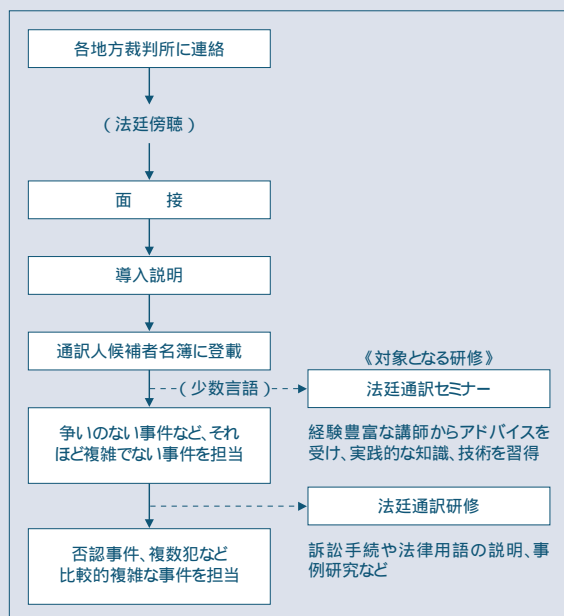 各地方裁判所に連絡
(法廷傍聴)
面　　接
導入説明
通訳人候補者名簿に登載
《対象となる研修》
(少数言語)
法廷通訳セミナー
争いのない事件など、それ
ほど複雑でない事件を担当
経験豊富な講師からアドバイスを
受け、実践的な知識、技術を習得
法廷通訳研修
否認事件、複数犯など
比較的複雑な事件を担当
訴訟手続や法律用語の説明、事
例研究など